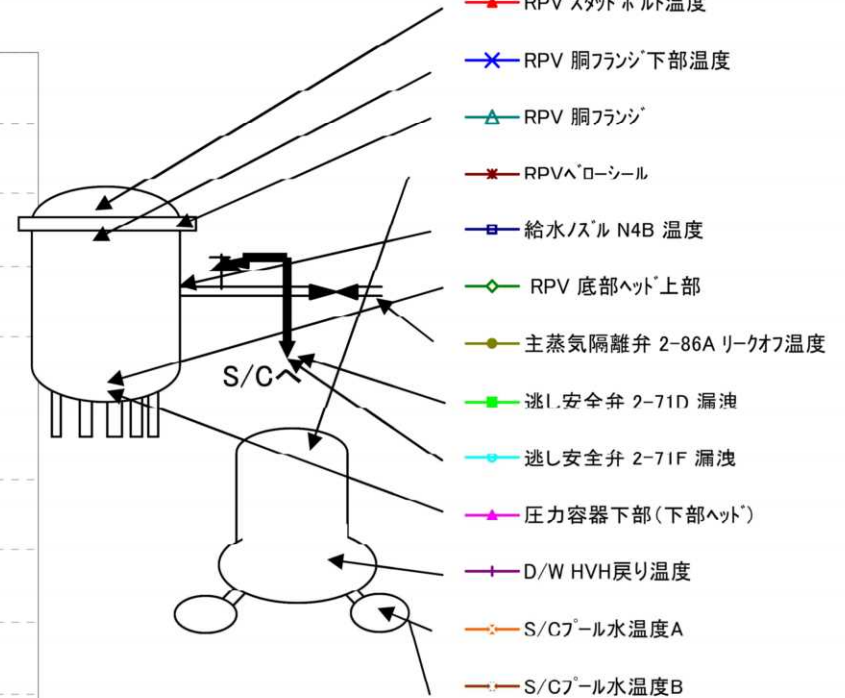 RPV スタッドボルト温度
RPV 胴フランジ下部温度
RPV 胴フランジ
RPVベローシール
給水ノズル N4B 温度
RPV 底部ヘッド上部
主蒸気隔離弁 2-86A リークオフ温度
S/Cへ
逃し安全弁 2-71D 漏洩
逃し安全弁 2-71F 漏洩
圧力容器下部(下部ヘッド)
D/W HVH戻り温度
S/Cプール水温度A
S/Cプール水温度B